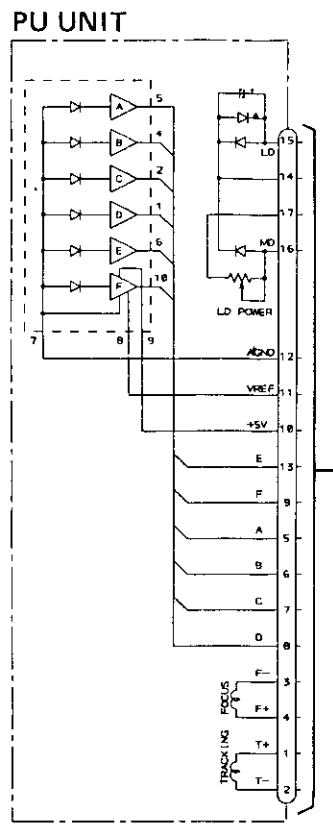 PU UNIT
A 5
B 4
C 2
D 1
E 6
F 10
7 8 9
LD 15
14
17
MD 16
LD POWER
AGND 12
VREF 11
+5V 10
E 13
F 9
A 5
B 6
C 7
D 8
FOCUS
F- 3
F+ 4
TRACKING
T+ 1
T- 2